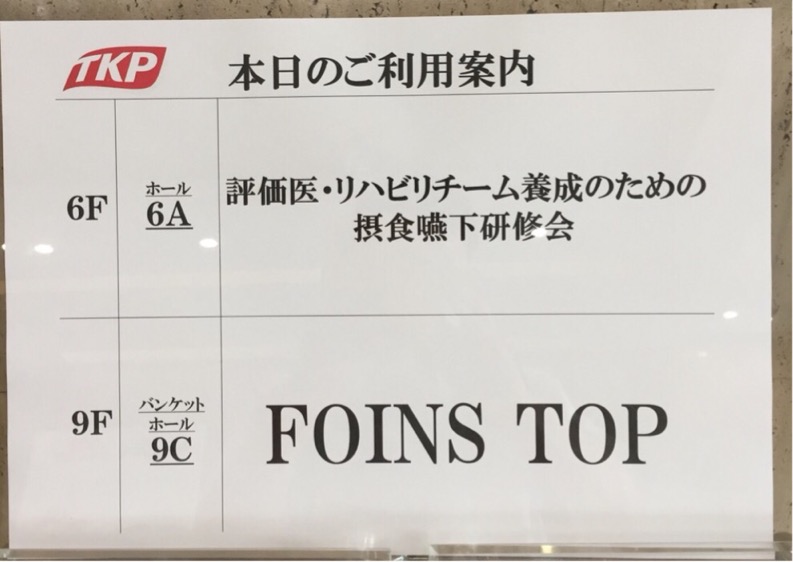 TKP 本日のご利用案内
6F ホール 評価医・リハビリチーム養成のための
6A 摂食嚥下研修会
9F バンケット FOINS TOP
ホール
9C